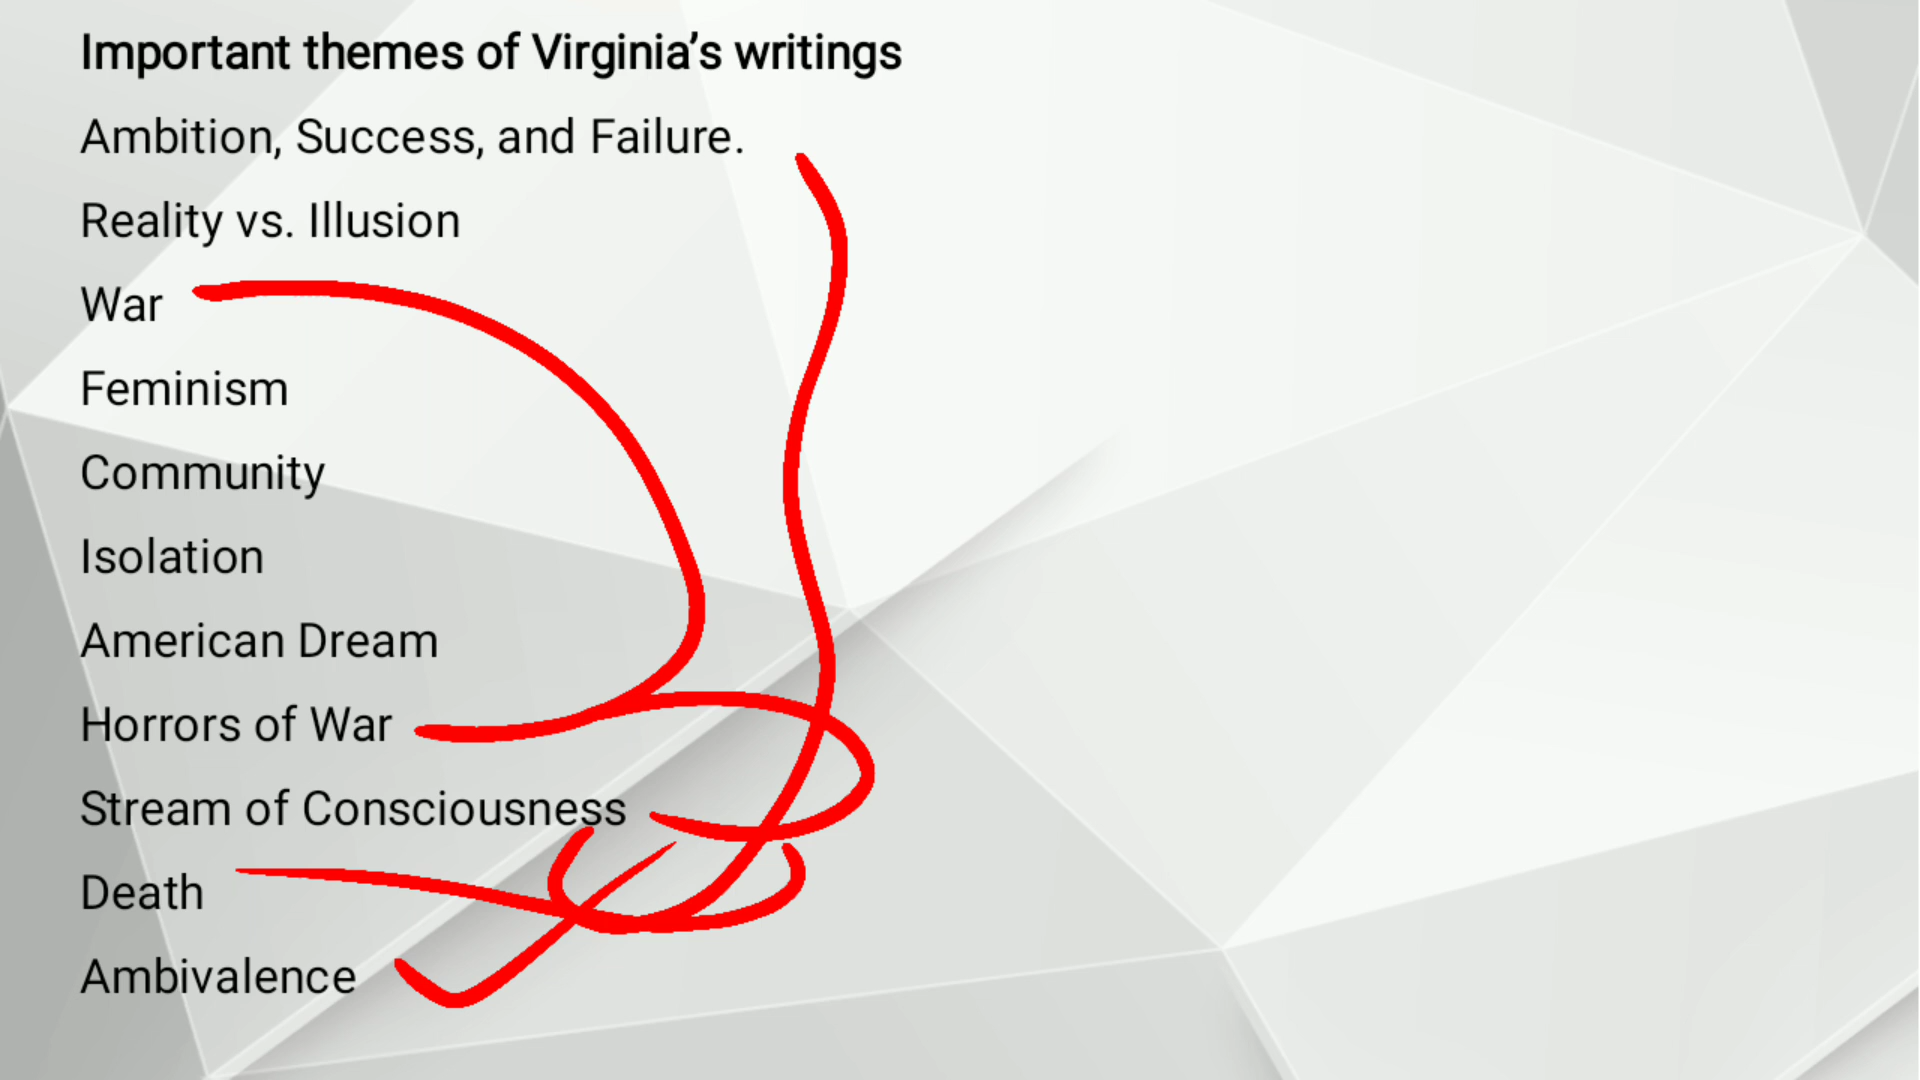 Important themes of Virginia’s writings
Ambition, Success, and Failure.
Reality vs. Illusion
War
Feminism
Community
Isolation
American Dream
Horrors of War
Stream of Consciousness
Death
Ambivalence